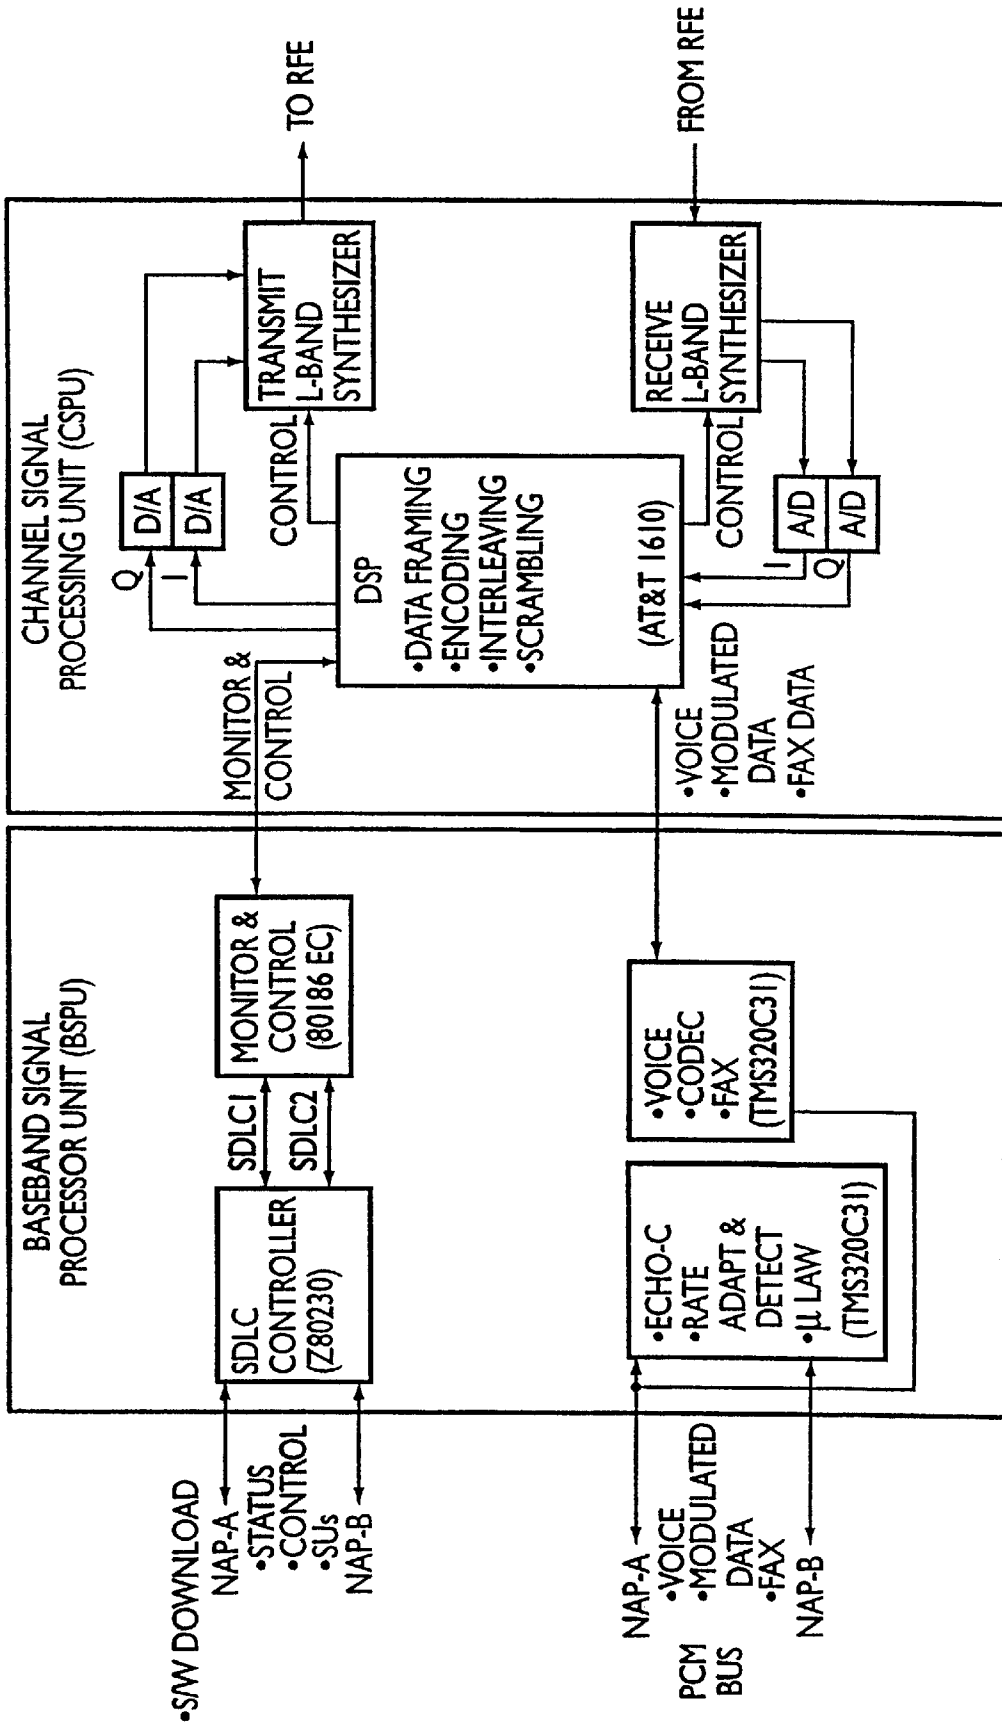 BASEBAND SIGNAL
PROCESSOR UNIT (BSPU)
CHANNEL SIGNAL
PROCESSING UNIT (CSPU)
•S/W DOWNLOAD
NAP-A
•STATUS
•CONTROL
•SUs
NAP-B
SDLC
CONTROLLER
(Z80230)
SDLC1
SDLC2
MONITOR &
CONTROL
(80186 EC)
MONITOR &
CONTROL
Q
I
D/A
D/A
CONTROL
TRANSMIT
L-BAND
SYNTHESIZER
TO RFE
DSP
•DATA FRAMING
•ENCODING
•INTERLEAVING
•SCRAMBLING
(AT&T 1610)
PCM
BUS
NAP-A
•VOICE
•MODULATED
DATA
•FAX
NAP-B
•ECHO-C
•RATE
ADAPT &
DETECT
•µ LAW
(TMS320C31)
•VOICE
•CODEC
•FAX
(TMS320C31)
•VOICE
•MODULATED
DATA
•FAX DATA
I
Q
A/D
A/D
CONTROL
RECEIVE
L-BAND
SYNTHESIZER
FROM RFE